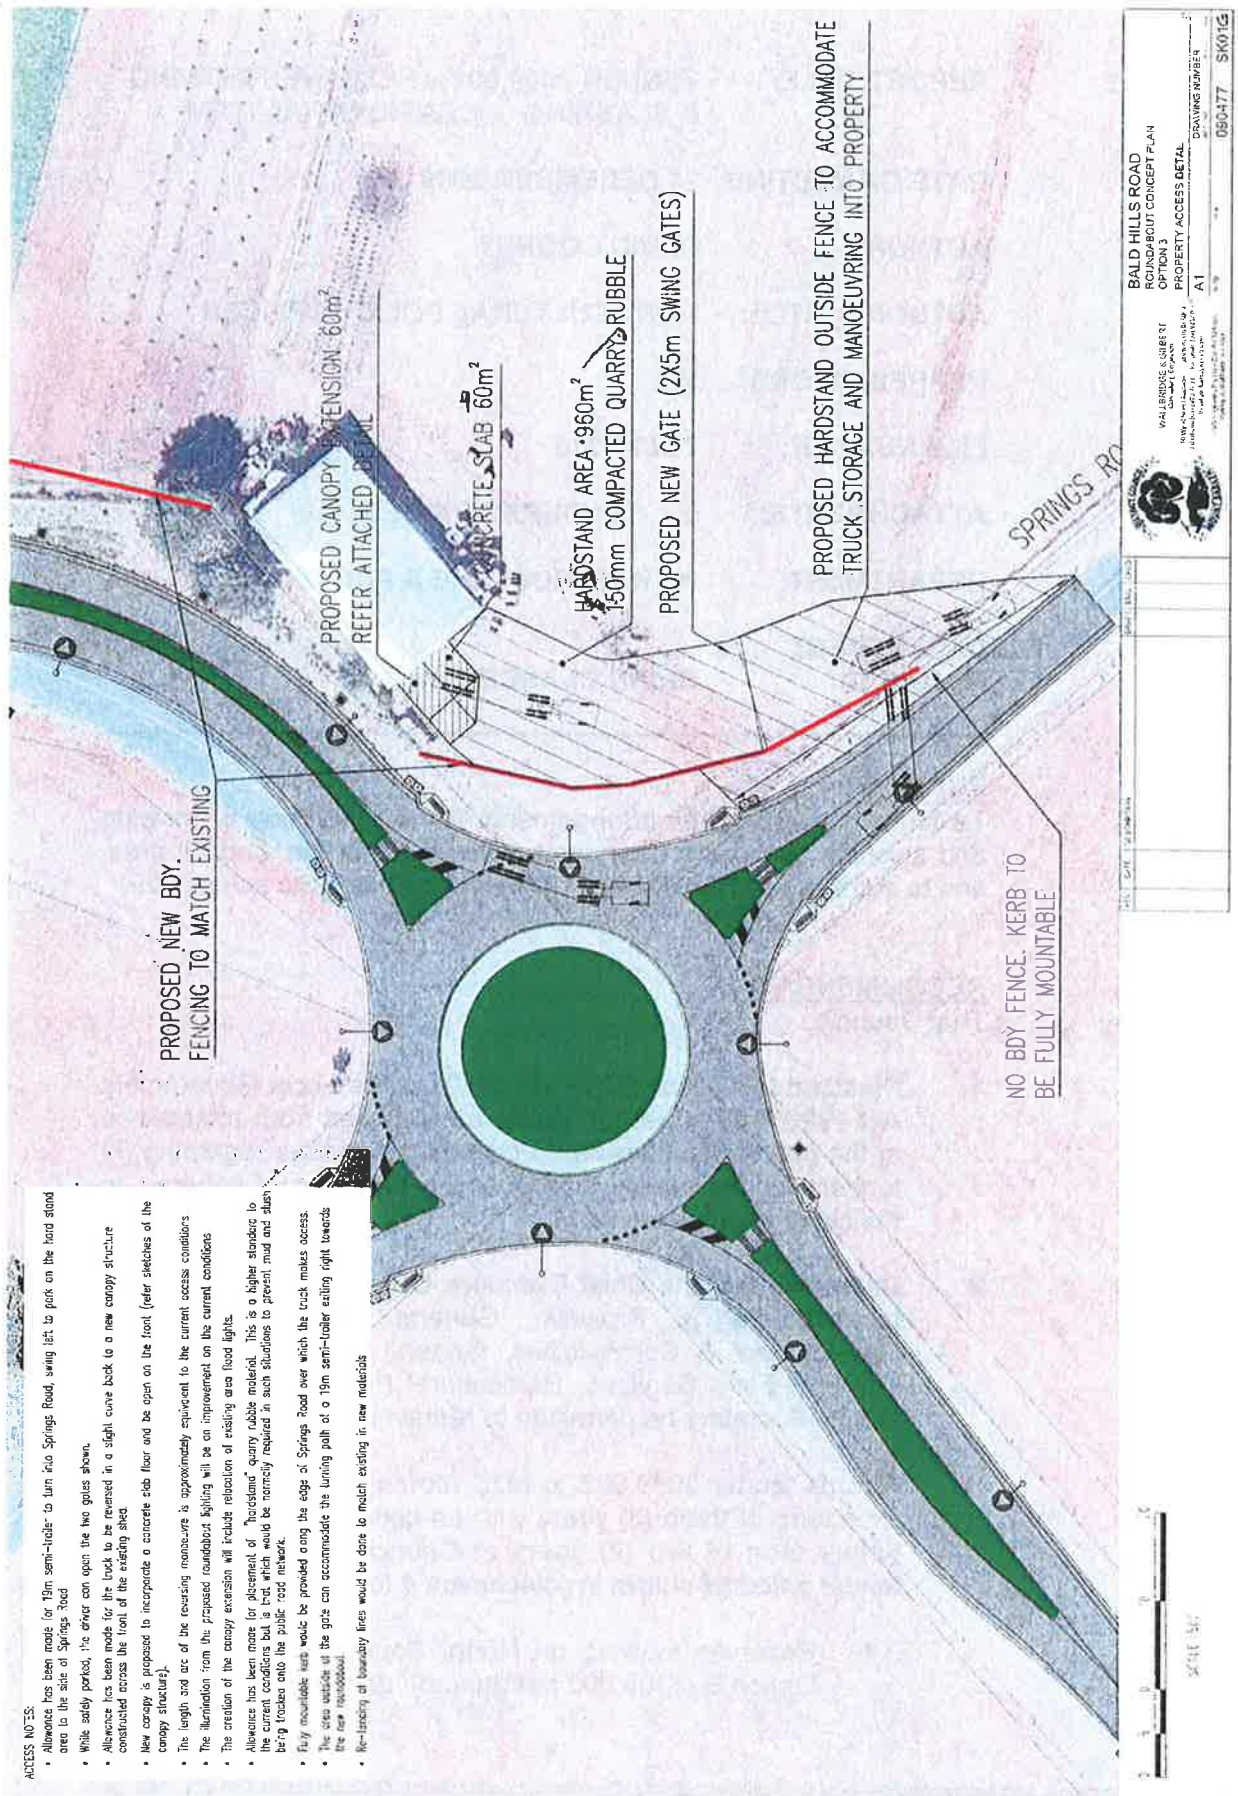 ACCESS NOTES:
• Allowance has been made for 19m semi-trailer to turn into Springs Road, swing left to park on the hard stand
area to the side of Springs Road
• While safely parked, the driver can open the two gates shown.
• Allowance has been made for the truck to be reversed in a slight curve back to a new canopy structure
constructed across the front of the existing shed.
• New canopy is proposed to incorporate a concrete slab floor and be open on the front (refer sketches of the
canopy structure).
• The length and arc of the reversing manoeuvre is approximately equivalent to the current access conditions
• The illumination from the proposed roundabout lighting will be an improvement on the current conditions
• The creation of the canopy extension will include relocation of existing area flood lights.
• Allowance has been made for placement of "hardstand" quarry rubble material. This is a higher standard to
the current conditions but is that which would be normally required in such situations to prevent mud and slush
being tracked onto the public road network.
• Fully mountable kerb would be provided along the edge of Springs Road over which the truck makes access.
• The area outside of the gate can accommodate the turning path of a 19m semi-trailer exiting right towards
the new roundabout.
• Re-fencing at boundary lines would be done to match existing in new materials
PROPOSED NEW BDY.
FENCING TO MATCH EXISTING
PROPOSED CANOPY EXTENSION 60m²
REFER ATTACHED DETAIL
CONCRETE SLAB 60m²
HARDSTAND AREA 960m²
150mm COMPACTED QUARRY RUBBLE
PROPOSED NEW GATE (2X5m SWING GATES)
PROPOSED HARDSTAND OUTSIDE FENCE TO ACCOMMODATE
TRUCK STORAGE AND MANOEUVRING INTO PROPERTY
SPRINGS RO
NO BDY FENCE. KERB TO
BE FULLY MOUNTABLE
WALLBRIDGE & GILBERT
BALD HILLS ROAD
ROUNDABOUT CONCEPT PLAN
OPTION 3
PROPERTY ACCESS DETAIL
A1
DRAWING NUMBER
090477 SK01G